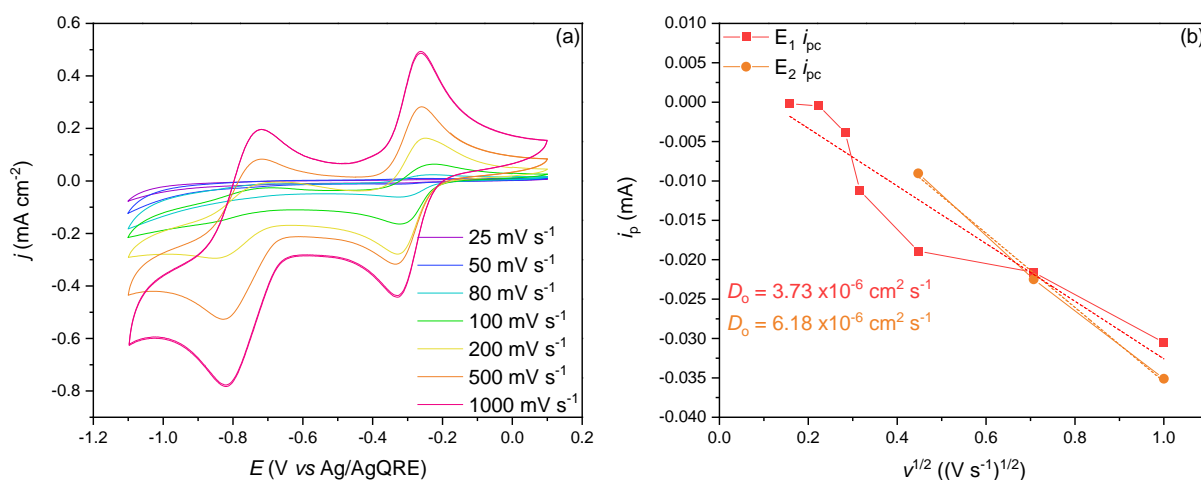 (a)
0.6
0.4
0.2
0.0
-0.2
-0.4
-0.6
-0.8
j (mA cm-2)
25 mV s-1
50 mV s-1
80 mV s-1
100 mV s-1
200 mV s-1
500 mV s-1
1000 mV s-1
-1.2 -1.0 -0.8 -0.6 -0.4 -0.2 0.0 0.2
E (V vs Ag/AgQRE)
(b)
0.010
0.005
0.000
-0.005
-0.010
-0.015
-0.020
-0.025
-0.030
-0.035
-0.040
ip (mA)
E1 ipc
E2 ipc
Do = 3.73 x10-6 cm2 s-1
Do = 6.18 x10-6 cm2 s-1
0.0 0.2 0.4 0.6 0.8 1.0
v1/2 ((V s-1)1/2)